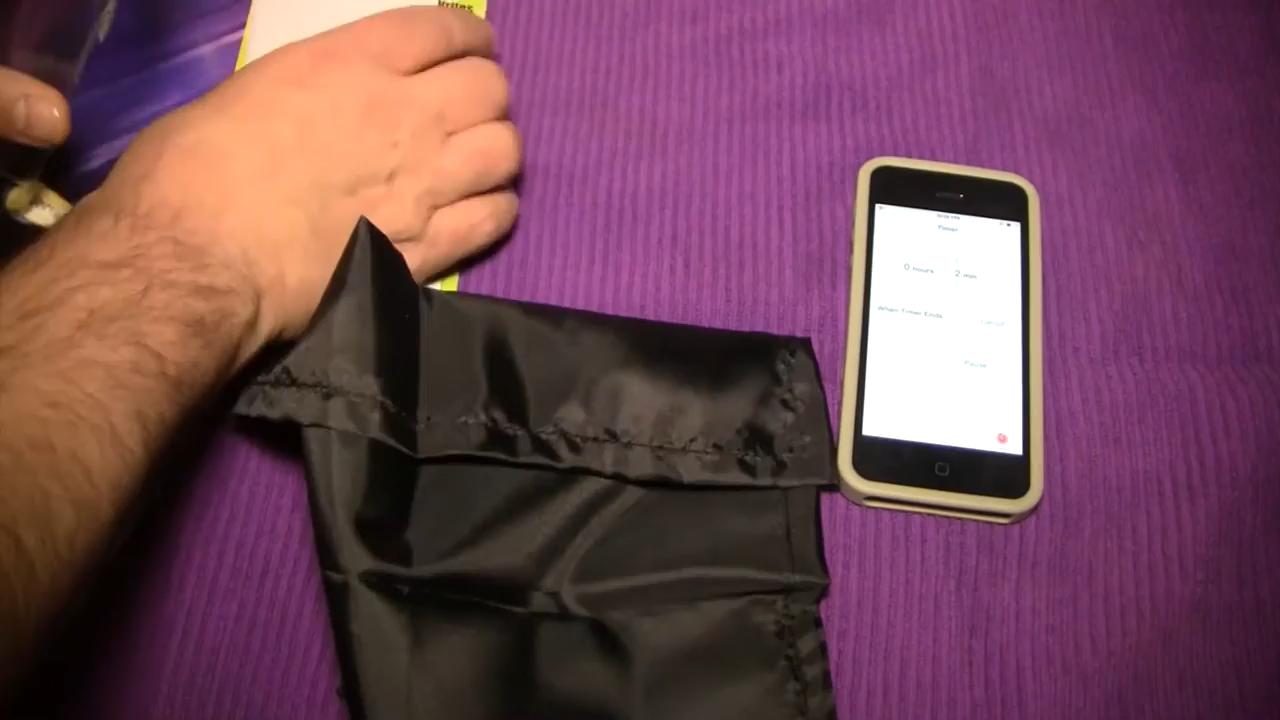 Timer
0 hours 2 min
When Timer Ends
Cancel
Pause